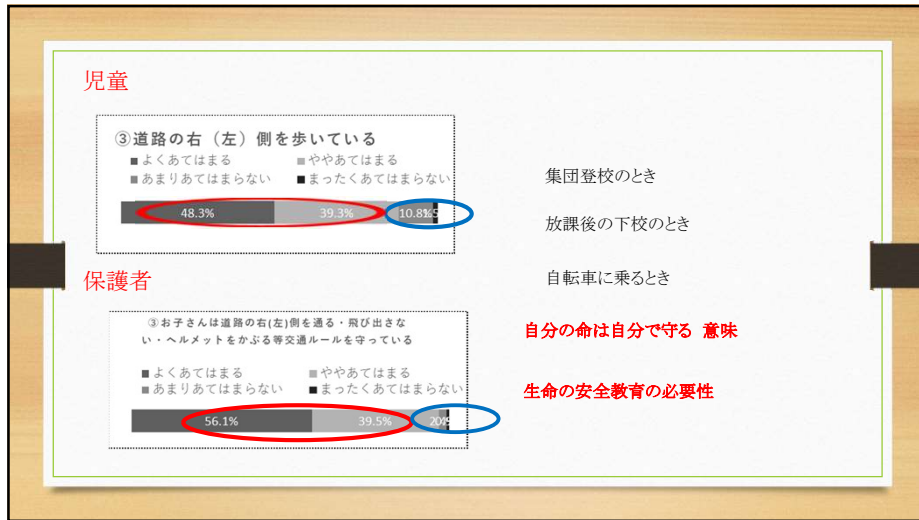 児童
③道路の右（左）側を歩いている
■よくあてはまる ■ややあてはまる
■あまりあてはまらない ■まったくあてはまらない
48.3% 39.3% 10.8%
保護者
③お子さんは道路の右(左)側を通る・飛び出さな
い・ヘルメットをかぶる等交通ルールを守っている
■よくあてはまる ■ややあてはまる
■あまりあてはまらない ■まったくあてはまらない
56.1% 39.5%
集団登校のとき
放課後の下校のとき
自転車に乗るとき
自分の命は自分で守る 意味
生命の安全教育の必要性